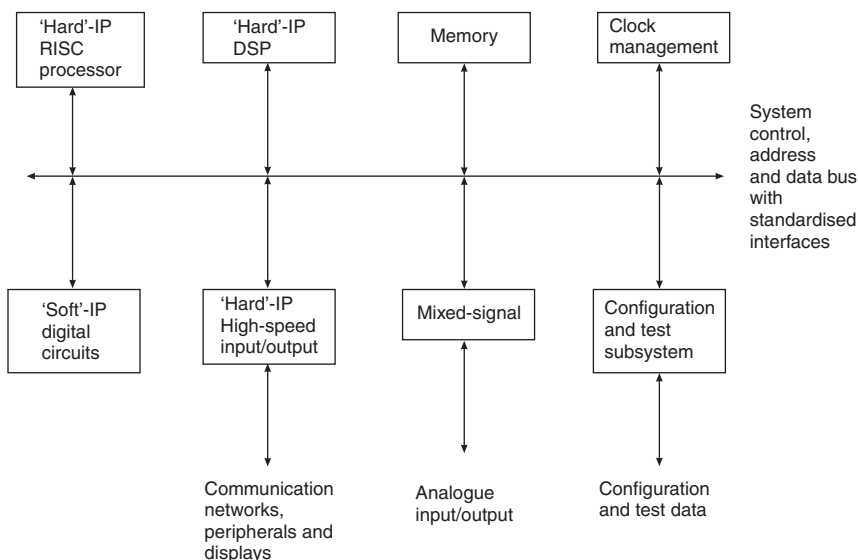 ‘Hard’-IP
RISC
processor
‘Hard’-IP
DSP
Memory
Clock
management
System
control,
address
and data bus
with
standardised
interfaces
‘Soft’-IP
digital
circuits
‘Hard’-IP
High-speed
input/output
Mixed-signal
Configuration
and test
subsystem
Communication
networks,
peripherals and
displays
Analogue
input/output
Configuration
and test data